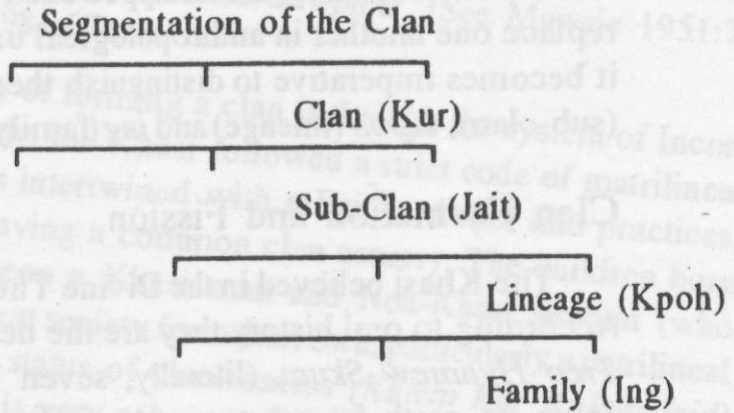 Segmentation of the Clan
Clan (Kur)
Sub-Clan (Jait)
Lineage (Kpoh)
Family (Ing)